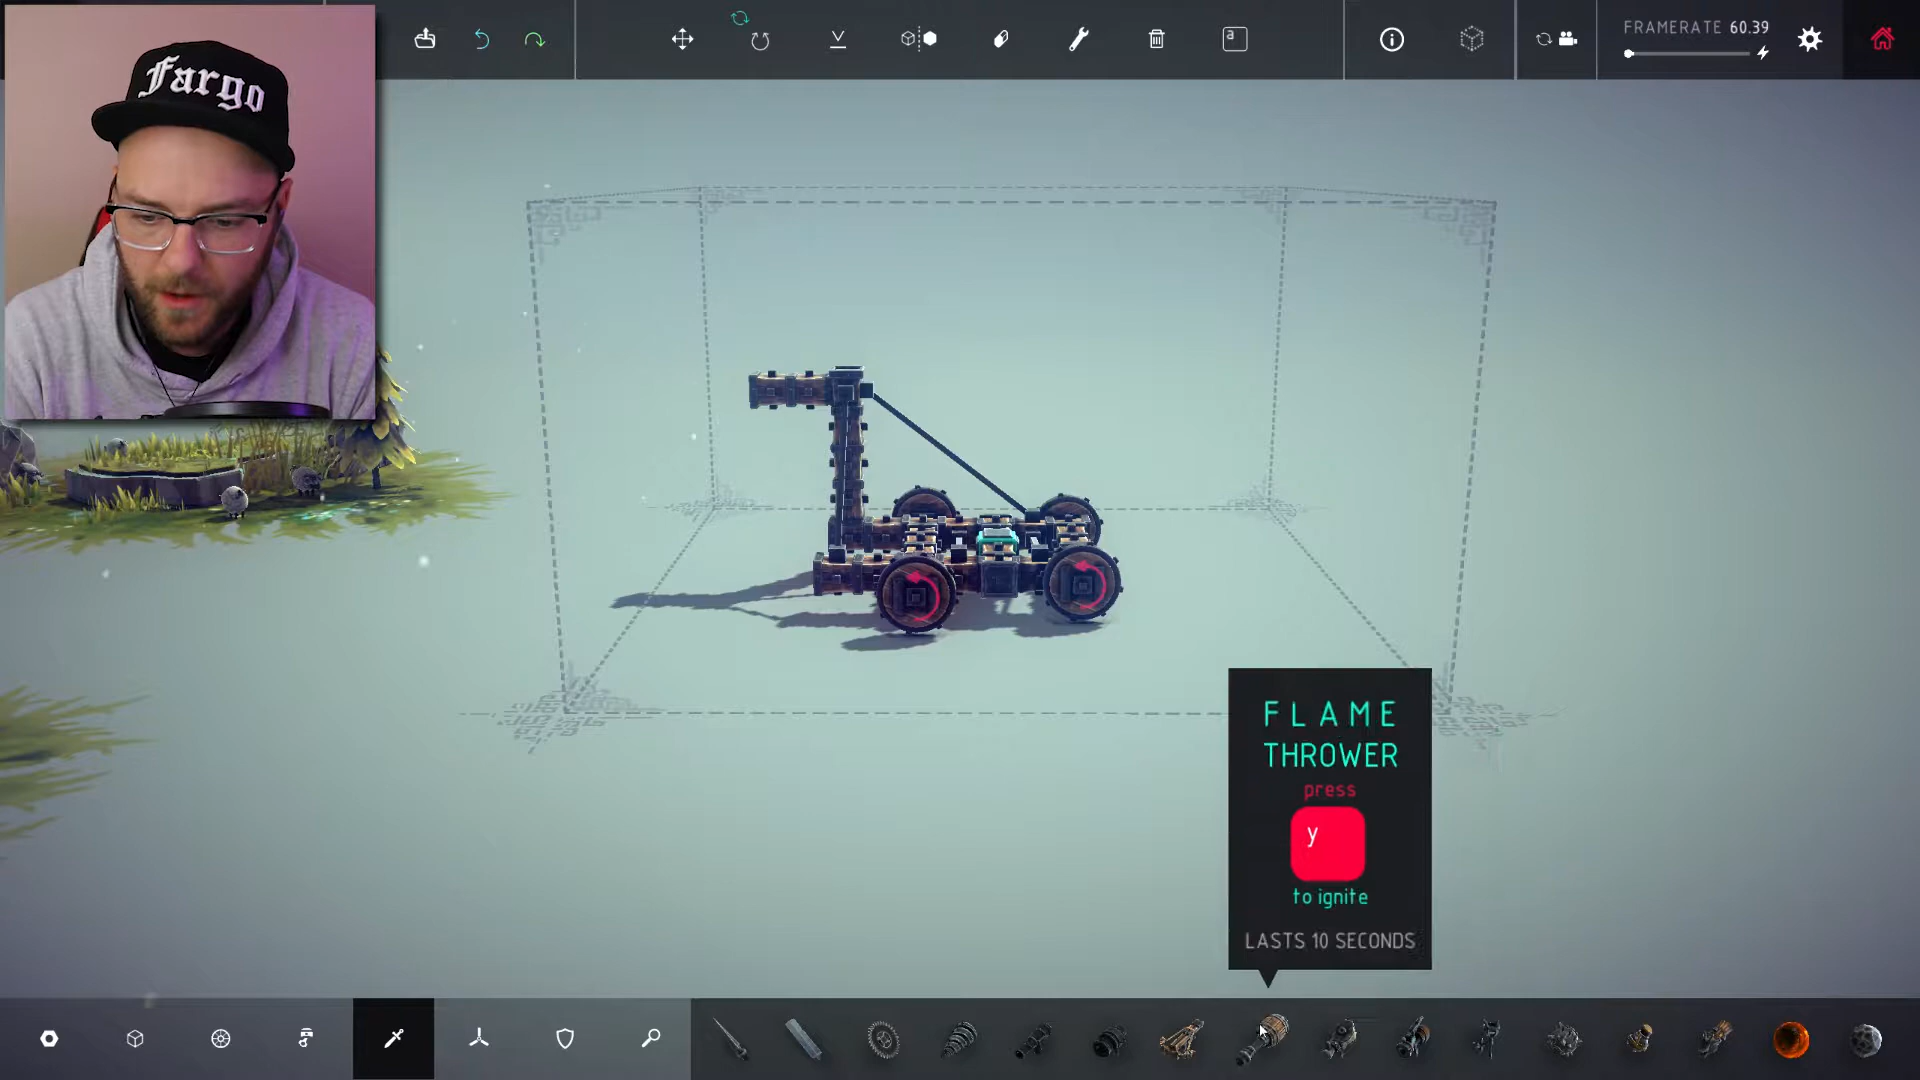 Fargo
a
FRAMERATE 60.39
FLAME
THROWER
press
y
to ignite
LASTS 10 SECONDS